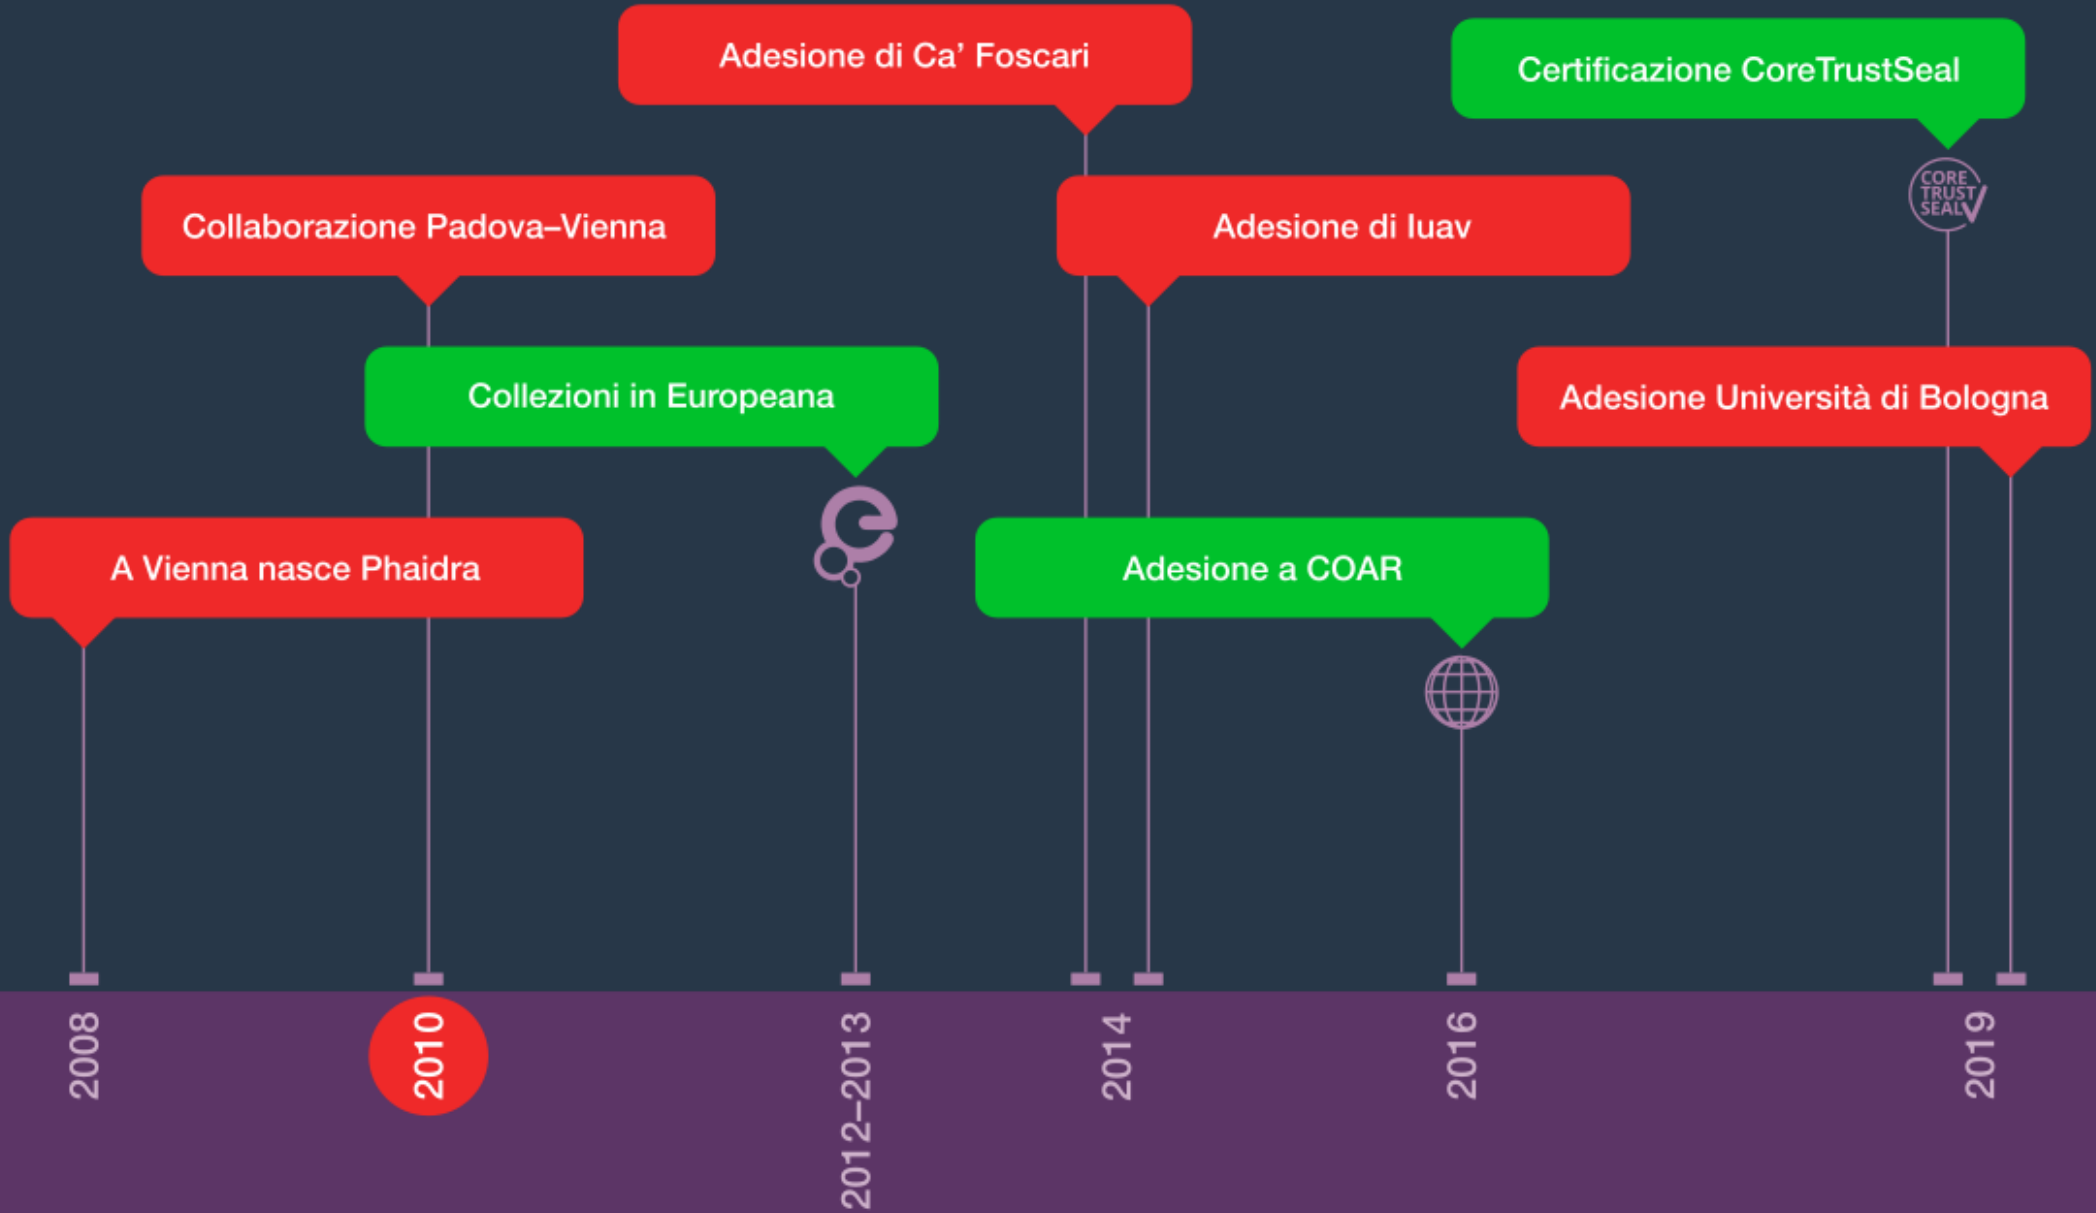 Adesione di Ca’ Foscari
Certificazione CoreTrustSeal
CORE
TRUST
SEAL
Collaborazione Padova–Vienna
Adesione di Iuav
Collezioni in Europeana
Adesione Università di Bologna
A Vienna nasce Phaidra
Adesione a COAR
2008
2010
2012–2013
2014
2016
2019